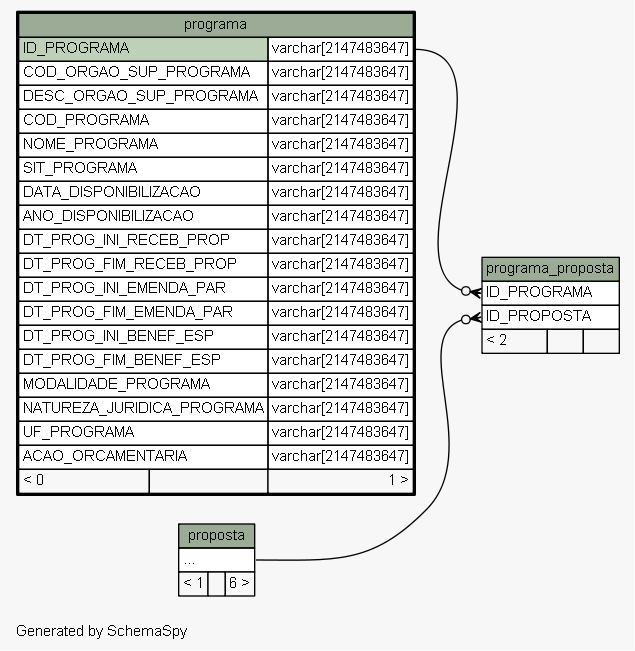 programa
ID_PROGRAMA varchar[2147483647]
COD_ORGAO_SUP_PROGRAMA varchar[2147483647]
DESC_ORGAO_SUP_PROGRAMA varchar[2147483647]
COD_PROGRAMA varchar[2147483647]
NOME_PROGRAMA varchar[2147483647]
SIT_PROGRAMA varchar[2147483647]
DATA_DISPONIBILIZACAO varchar[2147483647]
ANO_DISPONIBILIZACAO varchar[2147483647]
DT_PROG_INI_RECEB_PROP varchar[2147483647]
DT_PROG_FIM_RECEB_PROP varchar[2147483647]
DT_PROG_INI_EMENDA_PAR varchar[2147483647]
DT_PROG_FIM_EMENDA_PAR varchar[2147483647]
DT_PROG_INI_BENEF_ESP varchar[2147483647]
DT_PROG_FIM_BENEF_ESP varchar[2147483647]
MODALIDADE_PROGRAMA varchar[2147483647]
NATUREZA_JURIDICA_PROGRAMA varchar[2147483647]
UF_PROGRAMA varchar[2147483647]
ACAO_ORCAMENTARIA varchar[2147483647]
< 0 1 >
programa_proposta
ID_PROGRAMA
ID_PROPOSTA
< 2
proposta
...
< 1 6 >
Generated by SchemaSpy